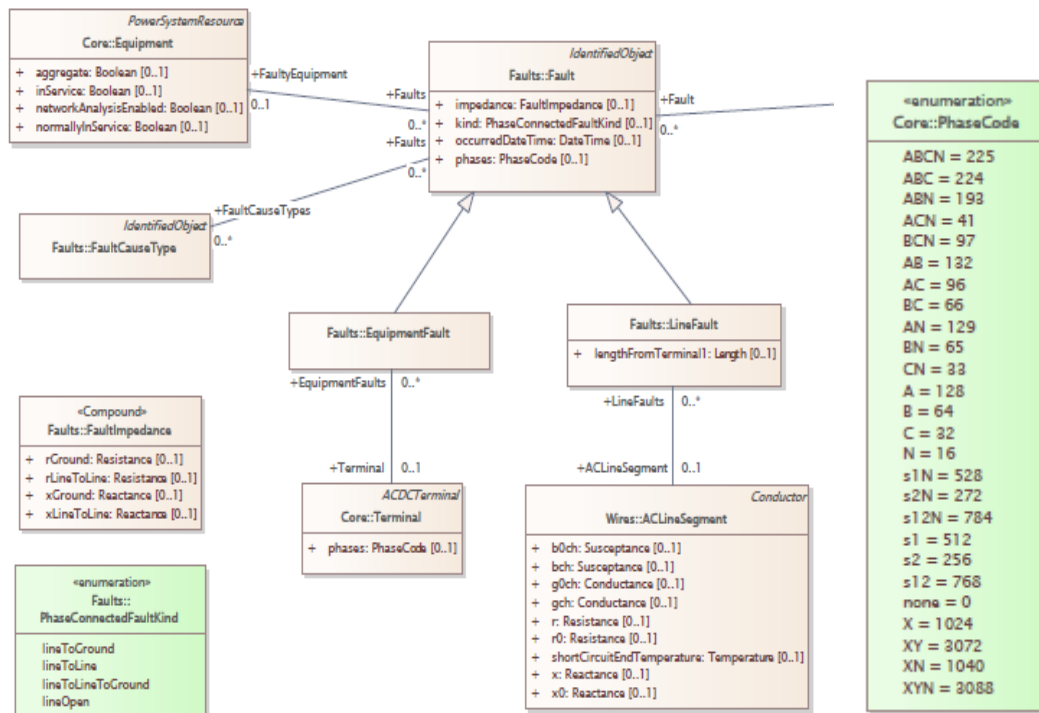 PowerSystemResource
Core::Equipment
+ aggregate: Boolean [0..1]
+ inService: Boolean [0..1]
+ networkAnalysisEnabled: Boolean [0..1]
+ normallyInService: Boolean [0..1]
+FaultyEquipment
0..1
+Faults
0..*
+Faults
0..*
IdentifiedObject
Faults::Fault
+ impedance: FaultImpedance [0..1]
+ kind: PhaseConnectedFaultKind [0..1]
+ occurredDateTime: DateTime [0..1]
+ phases: PhaseCode [0..1]
+Fault
0..*
+FaultCauseTypes
0..*
IdentifiedObject
Faults::FaultCauseType
Faults::EquipmentFault
+EquipmentFaults 0..*
+Terminal 0..1
ACDCTerminal
Core::Terminal
+ phases: PhaseCode [0..1]
Faults::LineFault
+ lengthFromTerminal1: Length [0..1]
+LineFaults 0..*
+ACLineSegment 0..1
Conductor
Wires::ACLineSegment
+ b0ch: Susceptance [0..1]
+ bch: Susceptance [0..1]
+ g0ch: Conductance [0..1]
+ gch: Conductance [0..1]
+ r: Resistance [0..1]
+ r0: Resistance [0..1]
+ shortCircuitEndTemperature: Temperature [0..1]
+ x: Reactance [0..1]
+ x0: Reactance [0..1]
«Compound»
Faults::FaultImpedance
+ rGround: Resistance [0..1]
+ rLineToLine: Resistance [0..1]
+ xGround: Reactance [0..1]
+ xLineToLine: Reactance [0..1]
«enumeration»
Faults::
PhaseConnectedFaultKind
lineToGround
lineToLine
lineToLineToGround
lineOpen
«enumeration»
Core::PhaseCode
ABCN = 225
ABC = 224
ABN = 193
ACN = 41
BCN = 97
AB = 132
AC = 96
BC = 66
AN = 129
BN = 65
CN = 33
A = 128
B = 64
C = 32
N = 16
s1N = 528
s2N = 272
s12N = 784
s1 = 512
s2 = 256
s12 = 768
none = 0
X = 1024
XY = 3072
XN = 1040
XYN = 3088